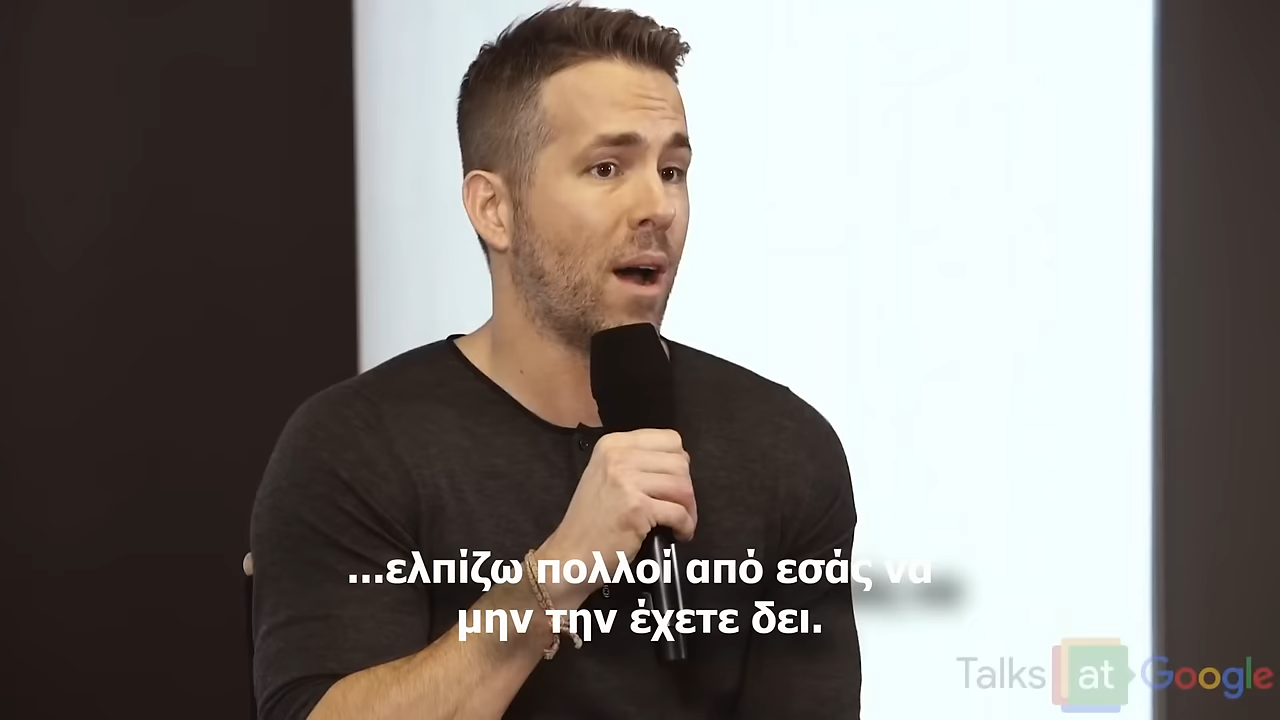 ...ελπίζω πολλοί από εσάς να
μην την έχετε δει.
Talks at Google